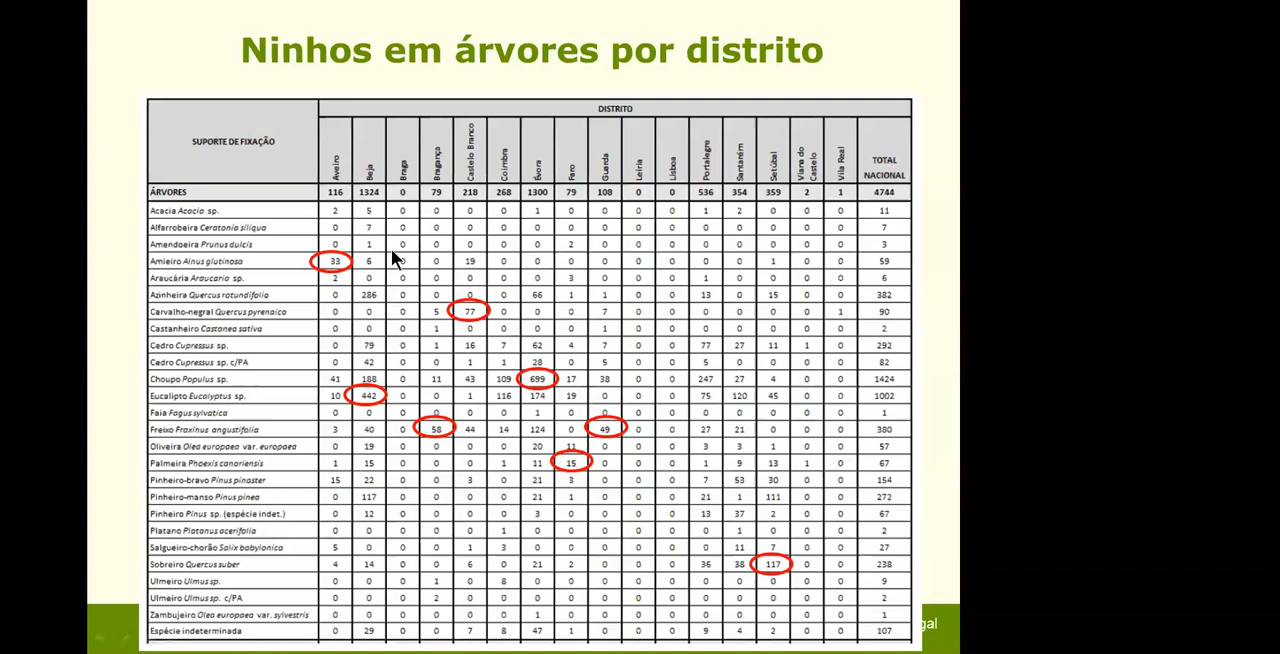 Ninhos em árvores por distrito
SUPORTE DE FIXAÇÃO DISTRITO
Aveiro Beja Braga Bragança Castelo Branco Coimbra Évora Faro Guarda Leiria Lisboa Portalegre Santarém Setúbal Viana do Castelo Vila Real TOTAL NACIONAL
ÁRVORES 116 1324 0 79 218 268 1300 79 108 0 0 536 354 359 2 1 4744
Acacia Acacia sp. 2 5 0 0 0 0 1 0 0 0 0 1 2 0 0 0 11
Alfarrobeira Ceratonia siliqua 0 7 0 0 0 0 0 0 0 0 0 0 0 0 0 0 7
Amendoeira Prunus dulcis 0 1 0 0 0 0 0 2 0 0 0 0 0 0 0 0 3
Amieiro Alnus glutinosa 33 6 0 0 19 0 0 0 0 0 0 0 0 1 0 0 59
Araucária Araucaria sp. 2 0 0 0 0 0 0 3 0 0 0 1 0 0 0 0 6
Azinheira Quercus rotundifolia 0 286 0 0 0 0 66 1 1 0 0 13 0 15 0 0 382
Carvalho-negral Quercus pyrenaica 0 0 0 5 77 0 0 0 7 0 0 0 0 0 0 1 90
Castanheiro Castanea sativa 0 0 0 1 0 0 0 0 1 0 0 0 0 0 0 0 2
Cedro Cupressus sp. 0 79 0 1 16 7 62 4 7 0 0 77 27 11 1 0 292
Cedro Cupressus sp. c/PA 0 42 0 0 1 1 28 0 5 0 0 5 0 0 0 0 82
Choupo Populus sp. 41 188 0 11 43 109 699 17 38 0 0 247 27 4 0 0 1424
Eucalipto Eucalyptus sp. 10 442 0 0 1 116 174 19 0 0 0 75 120 45 0 0 1002
Faia Fagus sylvatica 0 0 0 0 0 0 1 0 0 0 0 0 0 0 0 0 1
Freixo Fraxinus angustifolia 3 40 0 58 44 14 124 0 49 0 0 27 21 0 0 0 380
Oliveira Olea europaea var. europaea 0 19 0 0 0 0 20 11 0 0 0 3 3 1 0 0 57
Palmeira Phoexis canariensis 1 15 0 0 0 1 11 15 0 0 0 1 9 13 1 0 67
Pinheiro-bravo Pinus pinaster 15 22 0 0 3 0 21 3 0 0 0 7 53 30 0 0 154
Pinheiro-manso Pinus pinea 0 117 0 0 0 0 21 1 0 0 0 21 1 111 0 0 272
Pinheiro Pinus sp. (espécie indet.) 0 12 0 0 0 0 3 0 0 0 0 13 37 2 0 0 67
Platano Platanus acerifolia 0 0 0 0 0 1 0 0 0 0 0 0 1 0 0 0 2
Salgueiro-chorão Salix babylonica 5 0 0 0 1 3 0 0 0 0 0 0 11 7 0 0 27
Sobreiro Quercus suber 4 14 0 0 6 0 21 2 0 0 0 36 38 117 0 0 238
Ulmeiro Ulmus sp. 0 0 0 1 0 8 0 0 0 0 0 0 0 0 0 0 9
Ulmeiro Ulmus sp. c/PA 0 0 0 2 0 0 0 0 0 0 0 0 0 0 0 0 2
Zambujeiro Olea europaea var. sylvestris 0 0 0 0 0 0 1 0 0 0 0 0 0 0 0 0 1
Espécie indeterminada 0 29 0 0 7 8 47 1 0 0 0 9 4 2 0 0 107
gal